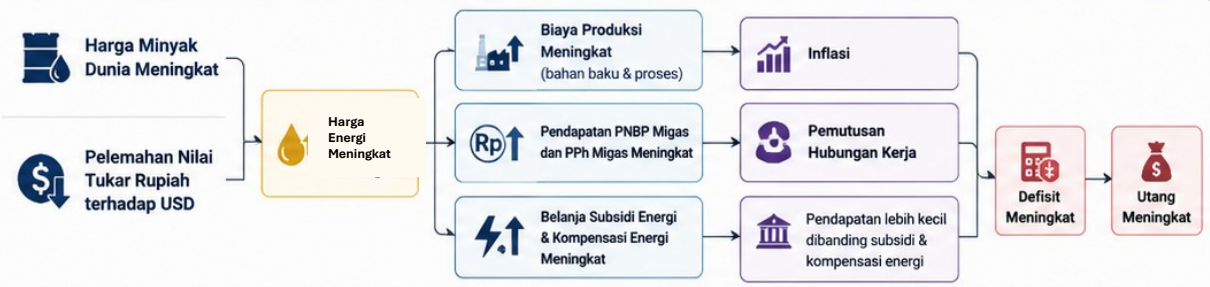 Harga Minyak
Dunia Meningkat
Pelemahan Nilai
Tukar Rupiah
terhadap USD
$
Harga
Energi
Meningkat
Biaya Produksi
Meningkat
(bahan baku & proses)
Rp
Pendapatan PNBP Migas
dan PPh Migas Meningkat
Belanja Subsidi Energi
& Kompensasi Energi
Meningkat
Inflasi
Pemutusan
Hubungan Kerja
Pendapatan lebih kecil
dibanding subsidi &
kompensasi energi
Defisit
Meningkat
$
Utang
Meningkat